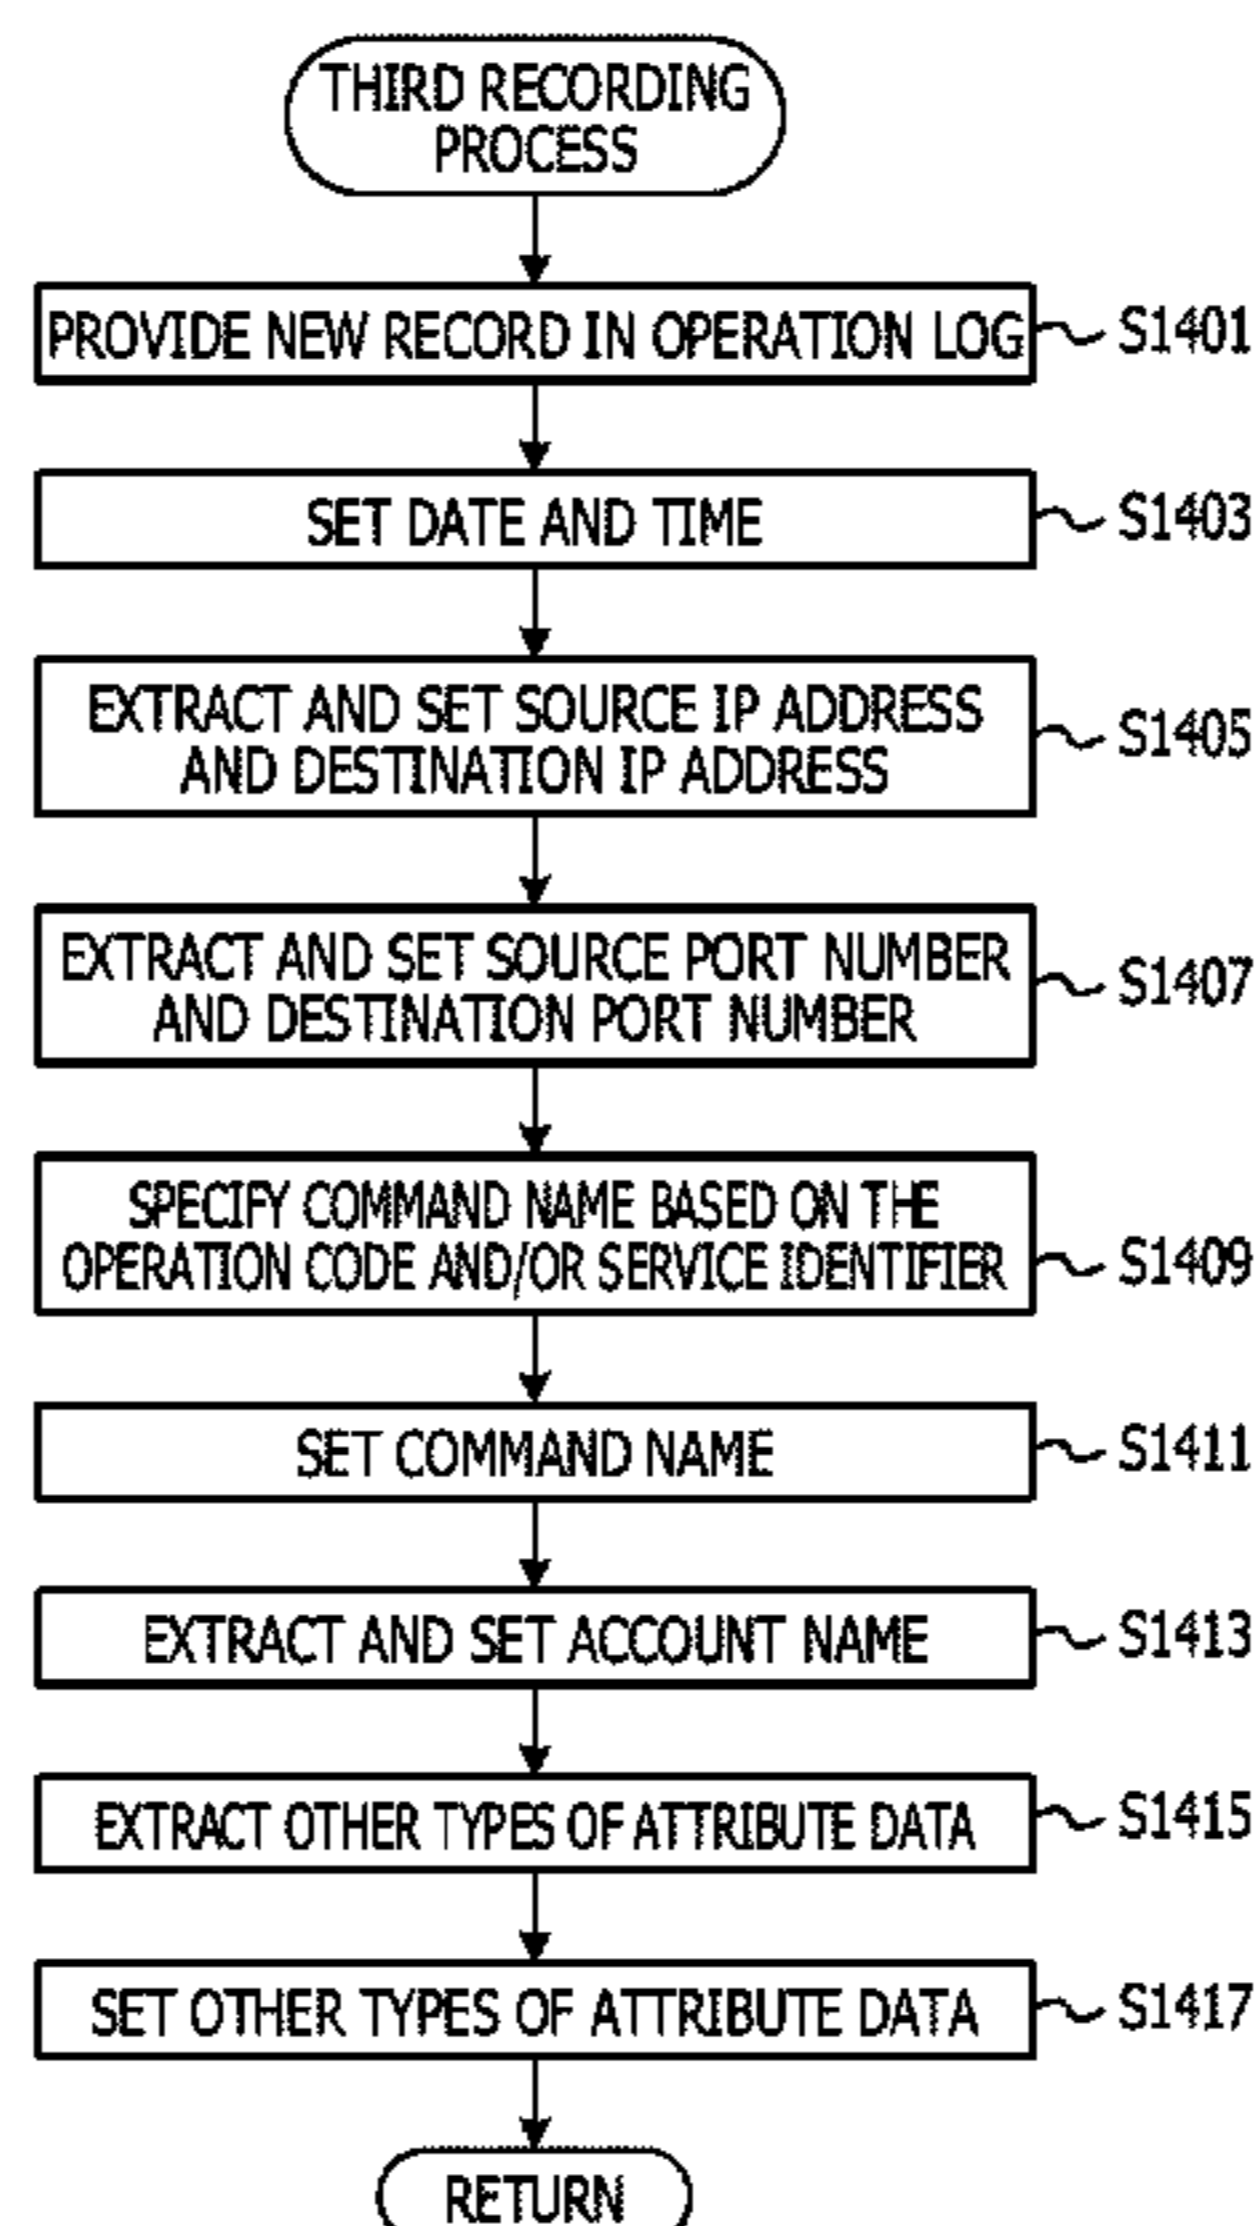 THIRD RECORDING
PROCESS
PROVIDE NEW RECORD IN OPERATION LOG
S1401
SET DATE AND TIME
S1403
EXTRACT AND SET SOURCE IP ADDRESS
AND DESTINATION IP ADDRESS
S1405
EXTRACT AND SET SOURCE PORT NUMBER
AND DESTINATION PORT NUMBER
S1407
SPECIFY COMMAND NAME BASED ON THE
OPERATION CODE AND/OR SERVICE IDENTIFIER
S1409
SET COMMAND NAME
S1411
EXTRACT AND SET ACCOUNT NAME
S1413
EXTRACT OTHER TYPES OF ATTRIBUTE DATA
S1415
SET OTHER TYPES OF ATTRIBUTE DATA
S1417
RETURN